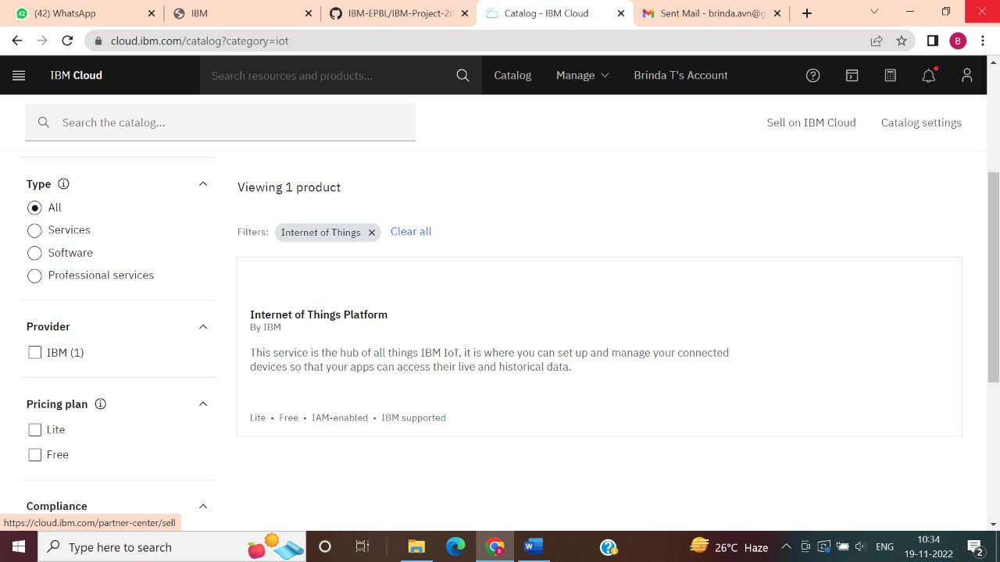 (42) WhatsApp
IBM
IBM-EPBL/IBM-Project-20
Catalog - IBM Cloud
Sent Mail - brinda.avn@g
cloud.ibm.com/catalog?category=iot
B
IBM Cloud
Search resources and products...
Catalog
Manage
Brinda T's Account
Search the catalog...
Sell on IBM Cloud
Catalog settings
Type
All
Services
Software
Professional services
Provider
IBM (1)
Pricing plan
Lite
Free
Compliance
Viewing 1 product
Filters: Internet of Things Clear all
Internet of Things Platform
By IBM
This service is the hub of all things IBM IoT, it is where you can set up and manage your connected
devices so that your apps can access their live and historical data.
Lite • Free • IAM-enabled • IBM supported
https://cloud.ibm.com/partner-center/sell
Type here to search
26°C Haze
ENG
10:34
19-11-2022
2